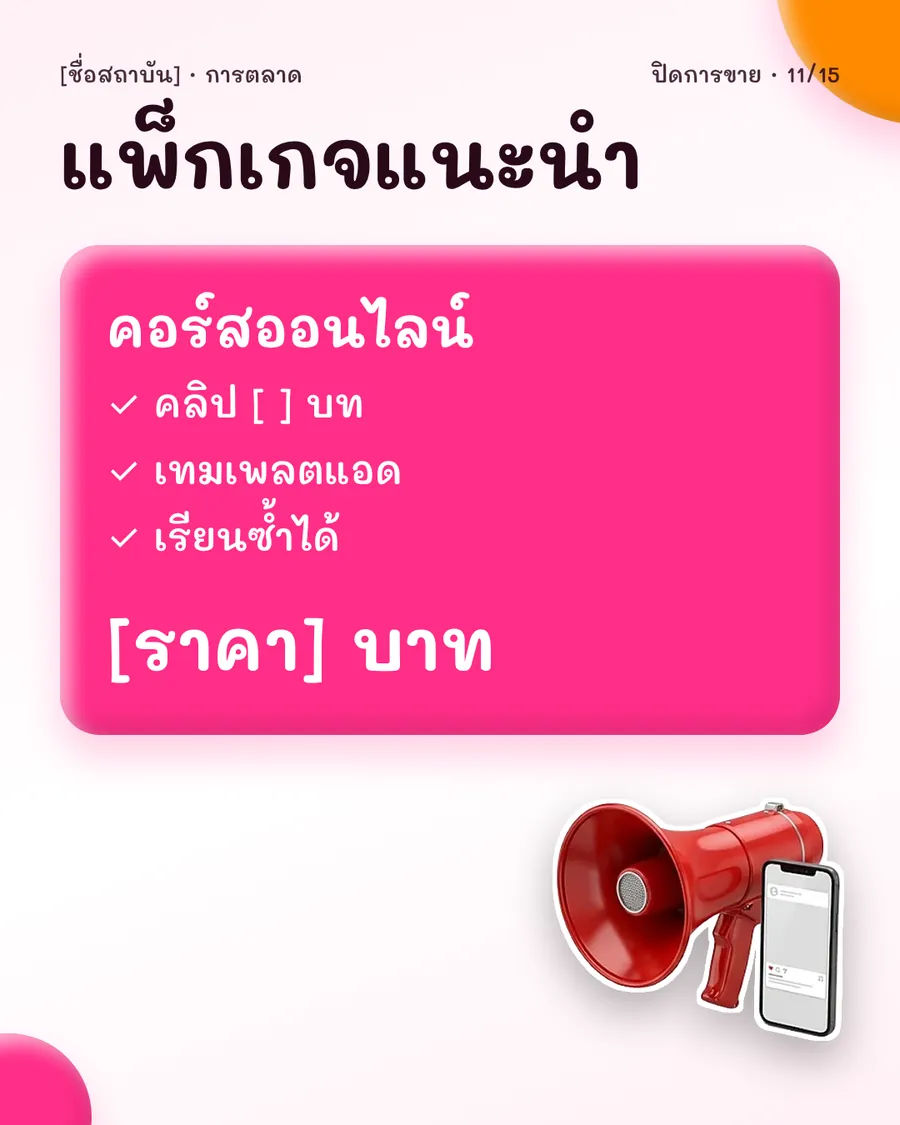 [ชื่อสถาบัน] · การตลาด
ปิดการขาย · 11/15
แพ็กเกจแนะนำ
คอร์สออนไลน์
✓ คลิป [ ] บท
✓ เทมเพลตแอด
✓ เรียนซ้ำได้
[ราคา] บาท